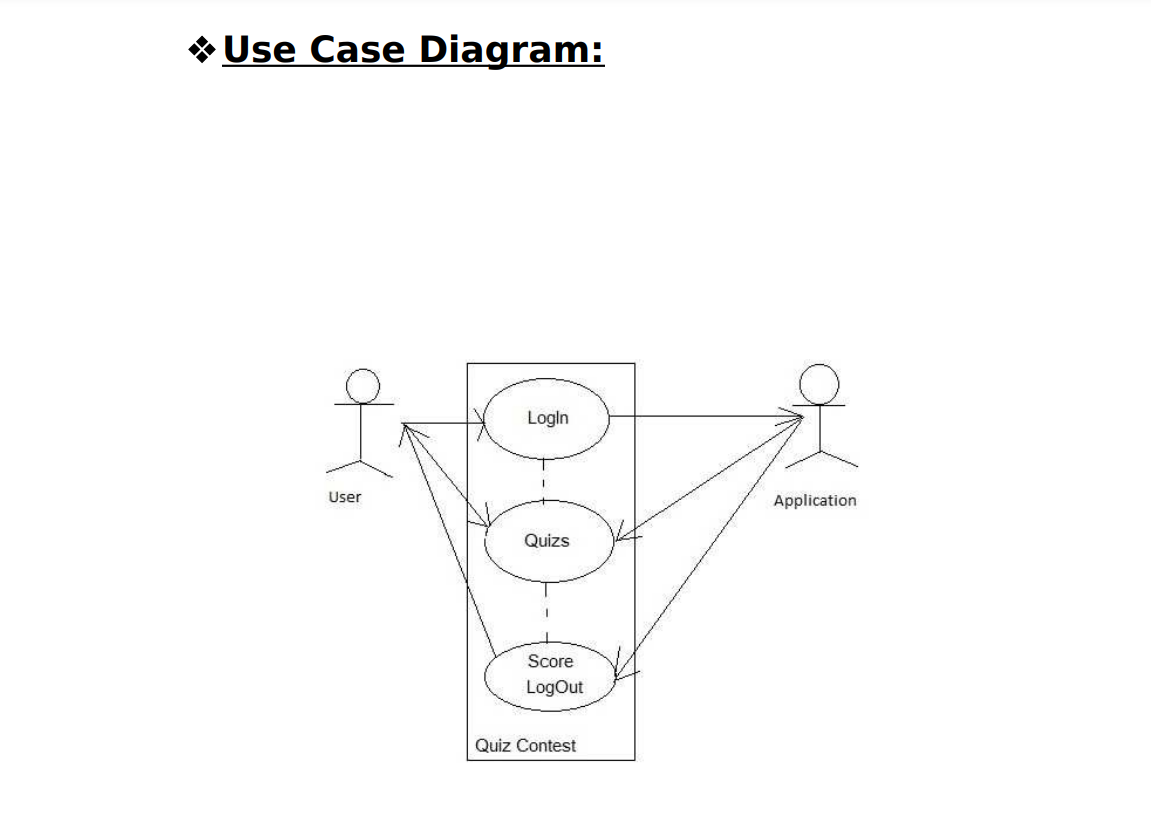 ❖ Use Case Diagram:
LogIn
User
Application
Quizs
Score
LogOut
Quiz Contest